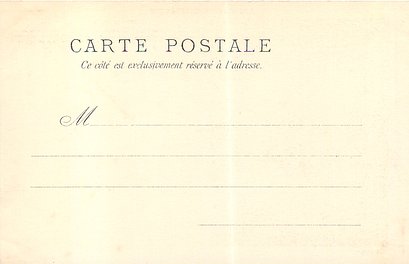 CARTE POSTALE
Ce côté est exclusivement réservé à l'adresse.
M